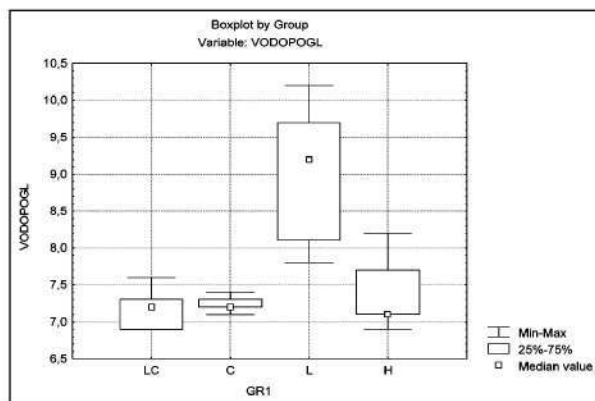 Boxplot by Group
Variable: VODOPOGL
10,5
10,0
9,5
9,0
8,5
8,0
7,5
7,0
6,5
VODOPOGL
LC C L H
GR1
Min-Max
25%-75%
Median value